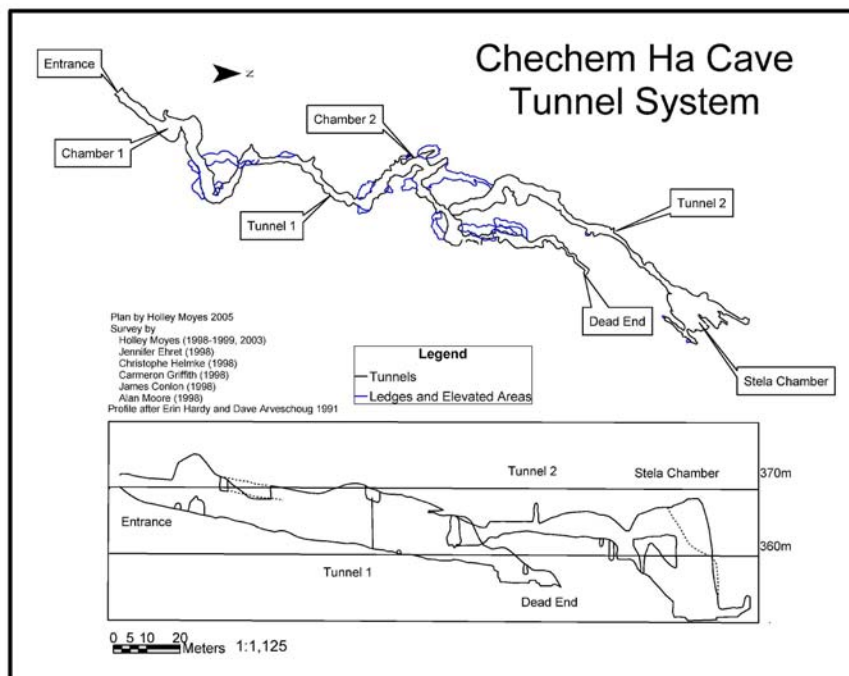 Chechem Ha Cave
Tunnel System
Entrance
N
Chamber 1
Chamber 2
Tunnel 1
Tunnel 2
Dead End
Stela Chamber
Plan by Holley Moyes 2005
Survey by
Holley Moyes (1998-1999, 2003)
Jennifer Ehret (1998)
Christophe Helmke (1998)
Carmeron Griffith (1998)
James Conlon (1998)
Alan Moore (1998)
Profile after Erin Hardy and Dave Arveschoug 1991
Legend
Tunnels
Ledges and Elevated Areas
Tunnel 2
Stela Chamber
370m
Entrance
360m
Tunnel 1
Dead End
0 5 10 20
Meters 1:1,125